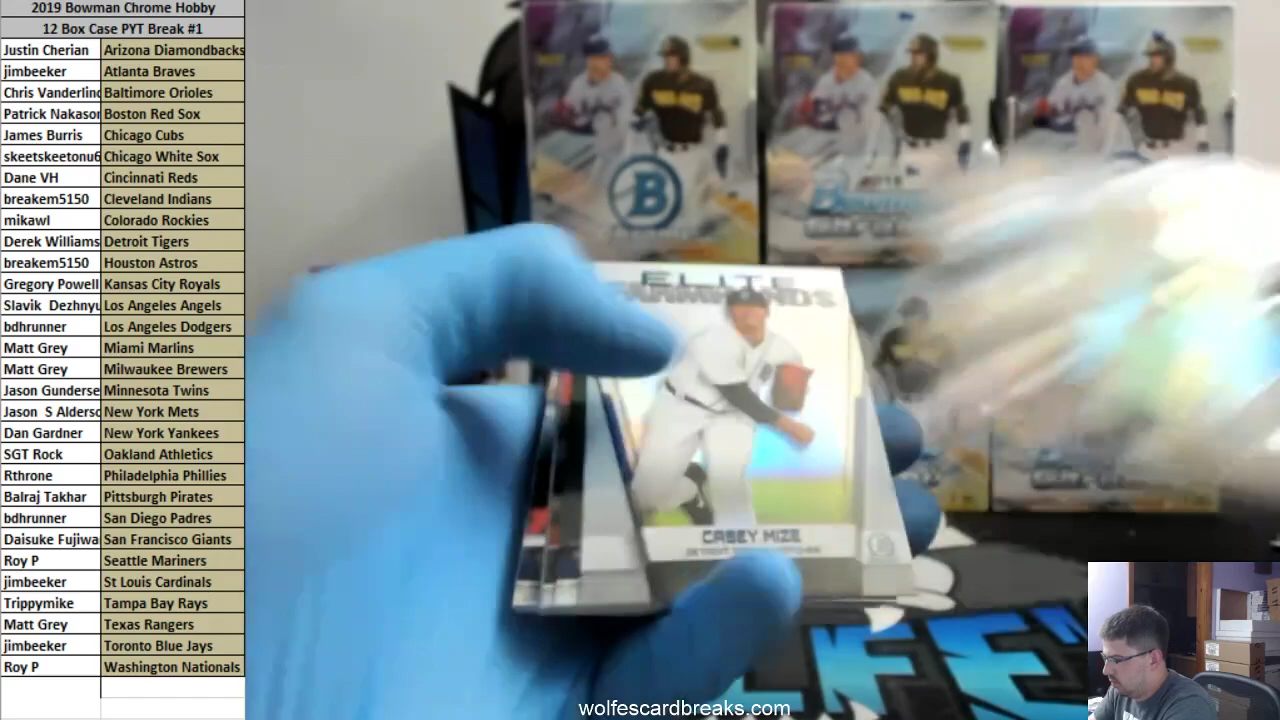 2019 Bowman Chrome Hobby
12 Box Case PYT Break #1
Justin Cherian Arizona Diamondbacks
jimbeeker Atlanta Braves
Chris Vanderlind Baltimore Orioles
Patrick Nakason Boston Red Sox
James Burris Chicago Cubs
skeetskeetonu6 Chicago White Sox
Dane VH Cincinnati Reds
breakem5150 Cleveland Indians
mikawl Colorado Rockies
Derek Williams Detroit Tigers
breakem5150 Houston Astros
Gregory Powell Kansas City Royals
Slavik Dezhnyu Los Angeles Angels
bdhrunner Los Angeles Dodgers
Matt Grey Miami Marlins
Matt Grey Milwaukee Brewers
Jason Gunderse Minnesota Twins
Jason S Alderso New York Mets
Dan Gardner New York Yankees
SGT Rock Oakland Athletics
Rthrone Philadelphia Phillies
Balraj Takhar Pittsburgh Pirates
bdhrunner San Diego Padres
Daisuke Fujiwa San Francisco Giants
Roy P Seattle Mariners
jimbeeker St Louis Cardinals
Trippymike Tampa Bay Rays
Matt Grey Texas Rangers
jimbeeker Toronto Blue Jays
Roy P Washington Nationals
B
ELITE
CASEY MIZE
DETROIT
wolfescardbreaks.com